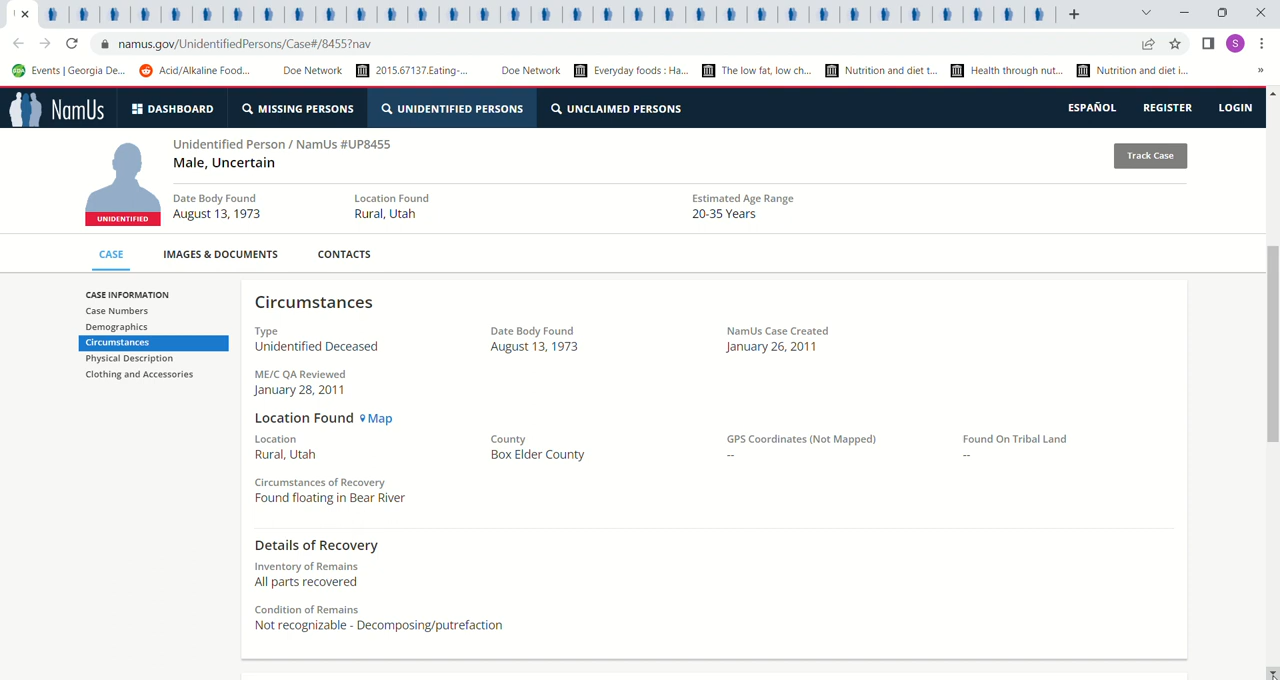 Events | Georgia De... Acid/Alkaline Food... Doe Network 2015.67137.Eating-... Doe Network Everyday foods : Ha... The low fat, low ch... Nutrition and diet t... Health through nut... Nutrition and diet i... »
namus.gov/UnidentifiedPersons/Case#/8455?nav
S
NamUs DASHBOARD MISSING PERSONS UNIDENTIFIED PERSONS UNCLAIMED PERSONS ESPAÑOL REGISTER LOGIN
Unidentified Person / NamUs #UP8455
Male, Uncertain
Track Case
UNIDENTIFIED
Date Body Found Location Found Estimated Age Range
August 13, 1973 Rural, Utah 20-35 Years
CASE IMAGES & DOCUMENTS CONTACTS
CASE INFORMATION
Case Numbers
Demographics
Circumstances
Physical Description
Clothing and Accessories
Circumstances
Type Date Body Found NamUs Case Created
Unidentified Deceased August 13, 1973 January 26, 2011
ME/C QA Reviewed
January 28, 2011
Location Found Map
Location County GPS Coordinates (Not Mapped) Found On Tribal Land
Rural, Utah Box Elder County -- --
Circumstances of Recovery
Found floating in Bear River
Details of Recovery
Inventory of Remains
All parts recovered
Condition of Remains
Not recognizable - Decomposing/putrefaction